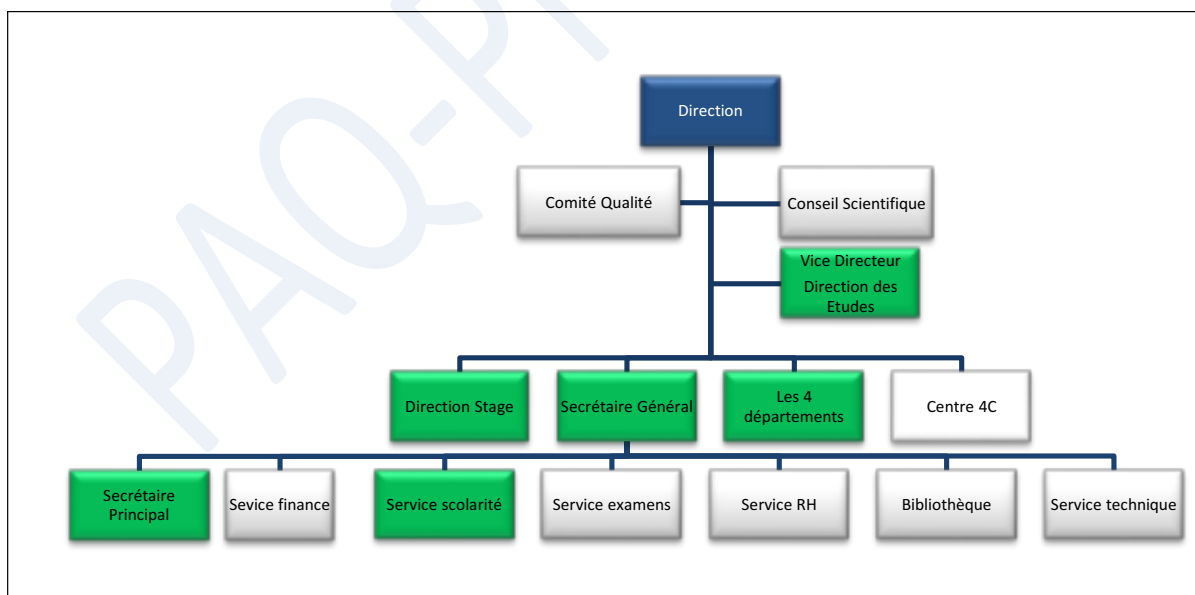 PAQ-P
Direction
Comité Qualité
Conseil Scientifique
Vice Directeur
Direction des
Etudes
Direction Stage
Secrétaire Général
Les 4
départements
Centre 4C
Secrétaire
Principal
Sevice finance
Service scolarité
Service examens
Service RH
Bibliothèque
Service technique